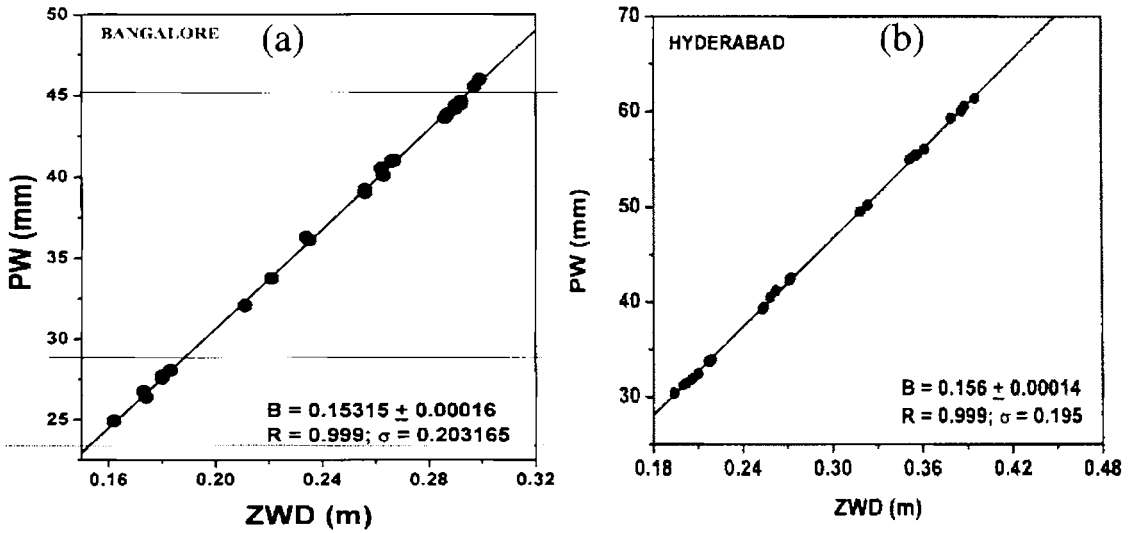 BANGALORE
(a)
50
45
40
35
30
25
PW (mm)
B = 0.15315 ± 0.00016
R = 0.999; σ = 0.203165
0.16
0.20
0.24
0.28
0.32
ZWD (m)
HYDERABAD
(b)
70
60
50
40
30
PW (mm)
B = 0.156 ± 0.00014
R = 0.999; σ = 0.195
0.18
0.24
0.30
0.36
0.42
0.48
ZWD (m)